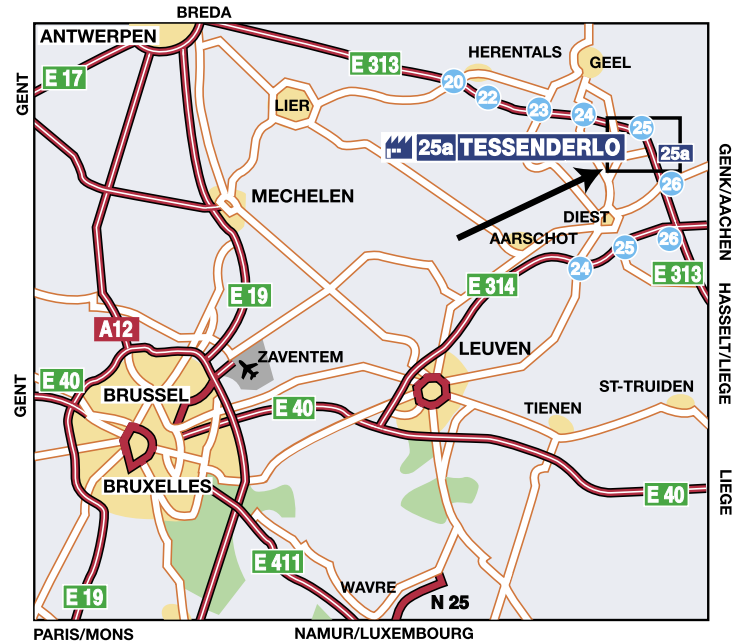 BREDA
ANTWERPEN
HERENTALS
E 313
GEEL
E 17
20
22
GENT
LIER
23
24
25
25a TESSENDERLO
25a
26
MECHELEN
GENK/AACHEN
DIEST
AARSCHOT
26
25
24
E 313
E 314
E 19
HASSELT/LIEGE
A12
LEUVEN
ZAVENTEM
GENT
E 40
BRUSSEL
ST-TRUIDEN
E 40
TIENEN
BRUXELLES
LIEGE
E 40
E 411
WAVRE
E 19
N 25
PARIS/MONS
NAMUR/LUXEMBOURG